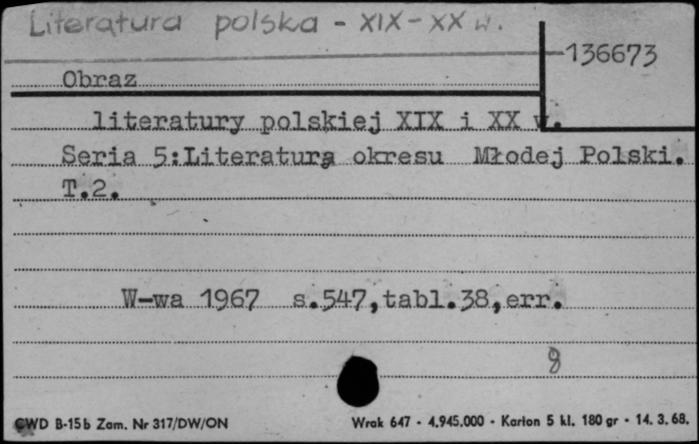 Literatura polska - XIX-XX w.
136673
Obraz
literatury polskiej XIX i XX w.
Seria 5:Literatura okresu Młodej Polski.
T.2.
W-wa 1967 s.547,tabl.38,err.
8
CWD B-15b Zam. Nr 317/DW/ON
Wrak 647 - 4.945.000 - Karton 5 kl. 180 gr - 14. 3. 68.